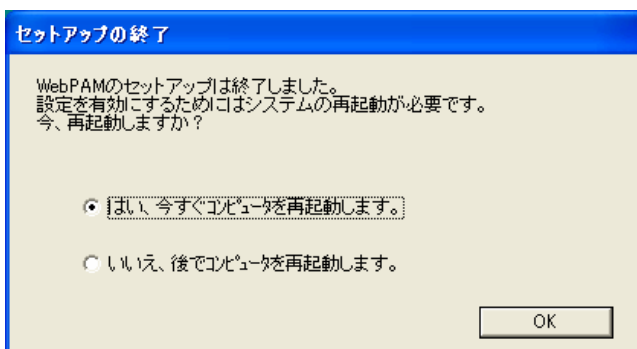 セットアップの終了
WebPAMのセットアップは終了しました。
設定を有効にするためにはシステムの再起動が必要です。
今、再起動しますか？
はい、今すぐｺﾝﾋﾟｭｰﾀを再起動します。
いいえ、後でｺﾝﾋﾟｭｰﾀを再起動します。
OK